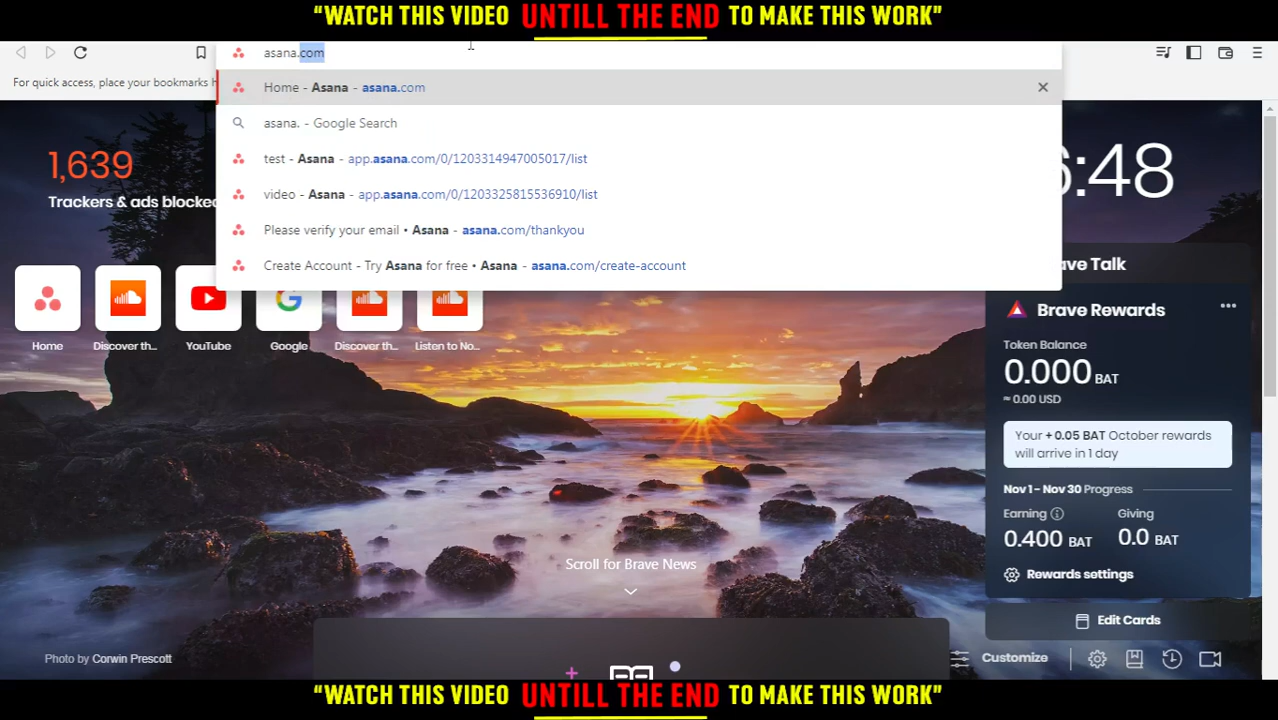 “WATCH THIS VIDEO UNTILL THE END TO MAKE THIS WORK”
asana.com
For quick access, place your bookmarks h
Home - Asana - asana.com
asana. - Google Search
test - Asana - app.asana.com/0/1203314947005017/list
video - Asana - app.asana.com/0/1203325815536910/list
Please verify your email • Asana - asana.com/thankyou
Create Account - Try Asana for free • Asana - asana.com/create-account
1,639
Trackers & ads blocked
6:48
ave Talk
Home
Discover th...
YouTube
Google
Discover th...
Listen to No...
Brave Rewards
Token Balance
0.000 BAT
≈ 0.00 USD
Your +0.05 BAT October rewards
will arrive in 1 day
Nov 1 – Nov 30 Progress
Earning
Giving
0.400 BAT
0.0 BAT
Rewards settings
Edit Cards
Scroll for Brave News
Photo by Corwin Prescott
Customize
“WATCH THIS VIDEO UNTILL THE END TO MAKE THIS WORK”